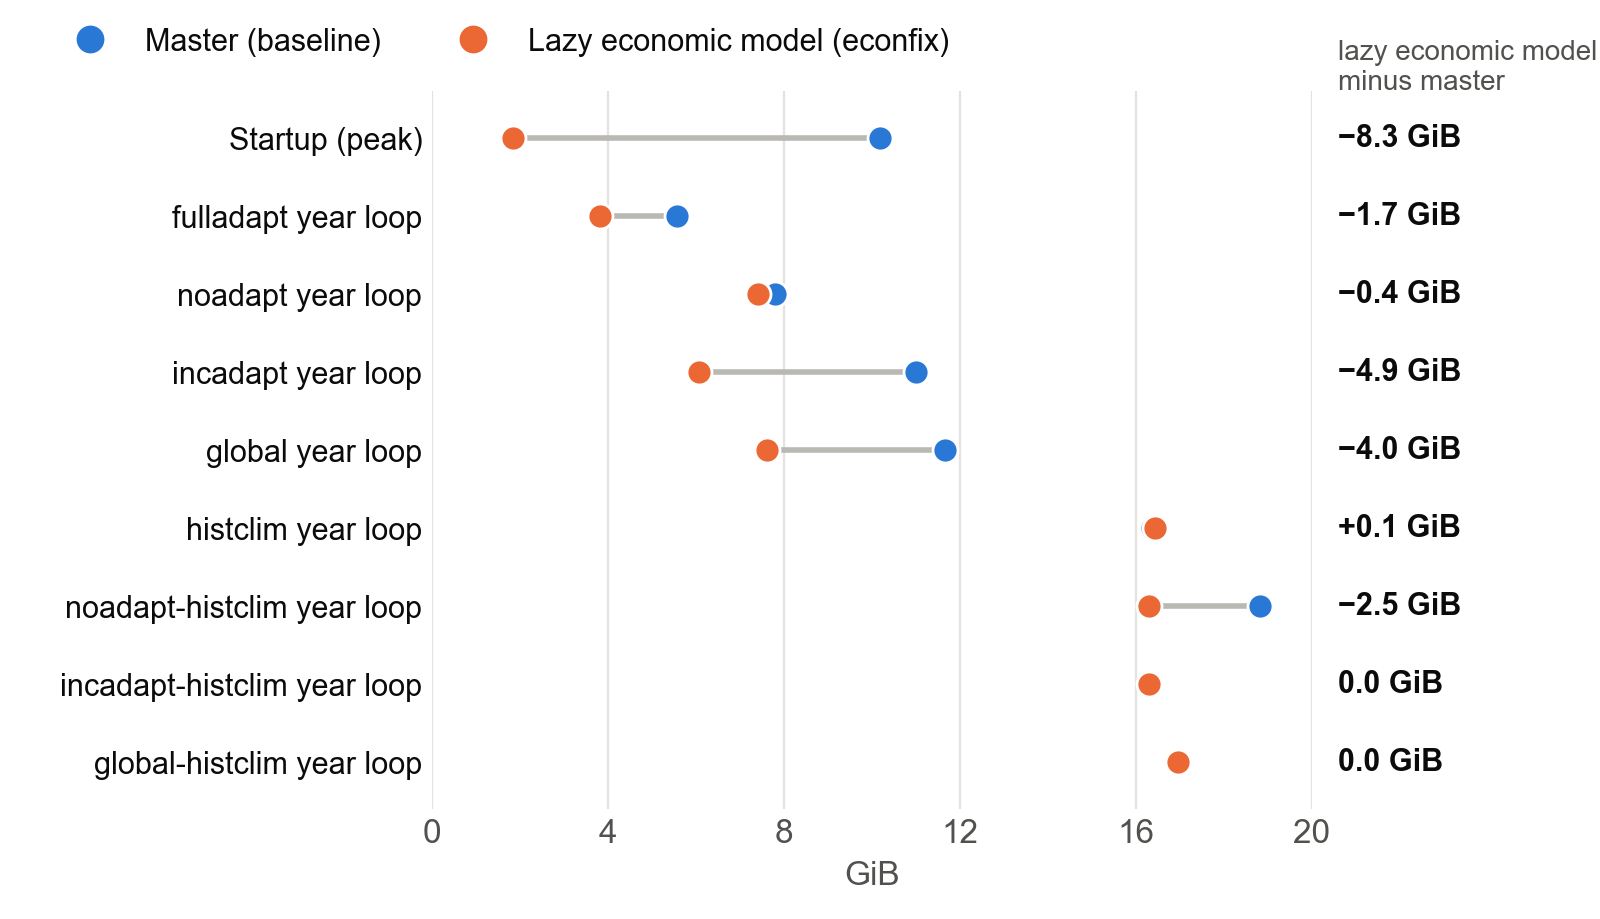 Master (baseline)
Lazy economic model (econfix)
lazy economic model
minus master
Startup (peak)
−8.3 GiB
fulladapt year loop
−1.7 GiB
noadapt year loop
−0.4 GiB
incadapt year loop
−4.9 GiB
global year loop
−4.0 GiB
histclim year loop
+0.1 GiB
noadapt-histclim year loop
−2.5 GiB
incadapt-histclim year loop
0.0 GiB
global-histclim year loop
0.0 GiB
0 4 8 12 16 20
GiB